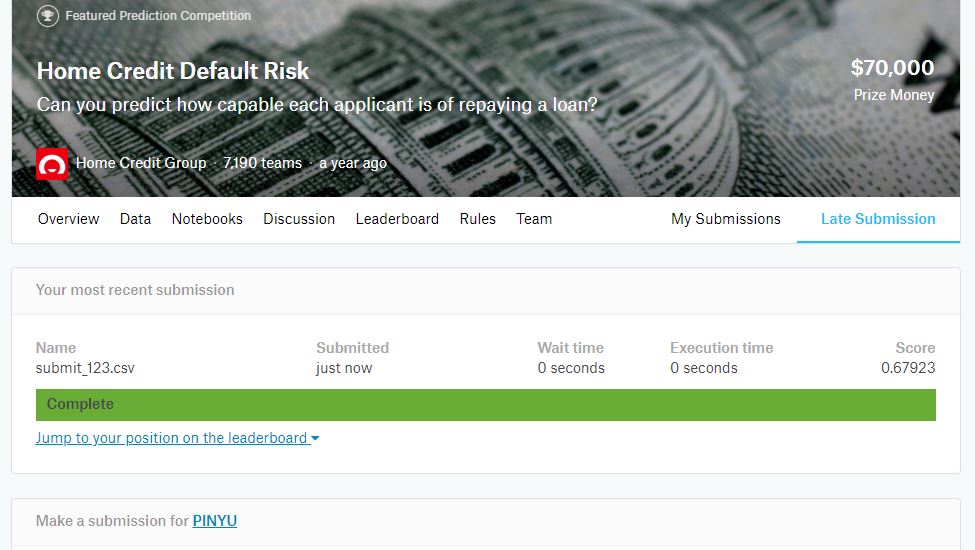 Featured Prediction Competition
Home Credit Default Risk
$70,000
Can you predict how capable each applicant is of repaying a loan?
Prize Money
Home Credit Group · 7,190 teams · a year ago
Overview Data Notebooks Discussion Leaderboard Rules Team My Submissions Late Submission
Your most recent submission
Name Submitted Wait time Execution time Score
submit_123.csv just now 0 seconds 0 seconds 0.67923
Complete
Jump to your position on the leaderboard
Make a submission for PINYU